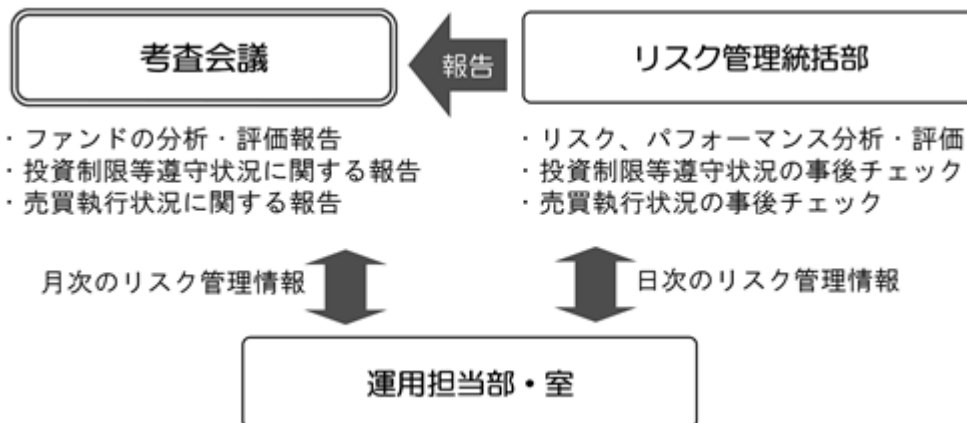 考査会議
報告
リスク管理統括部
・ファンドの分析・評価報告
・投資制限等遵守状況に関する報告
・売買執行状況に関する報告
・リスク、パフォーマンス分析・評価
・投資制限等遵守状況の事後チェック
・売買執行状況の事後チェック
月次のリスク管理情報
日次のリスク管理情報
運用担当部・室